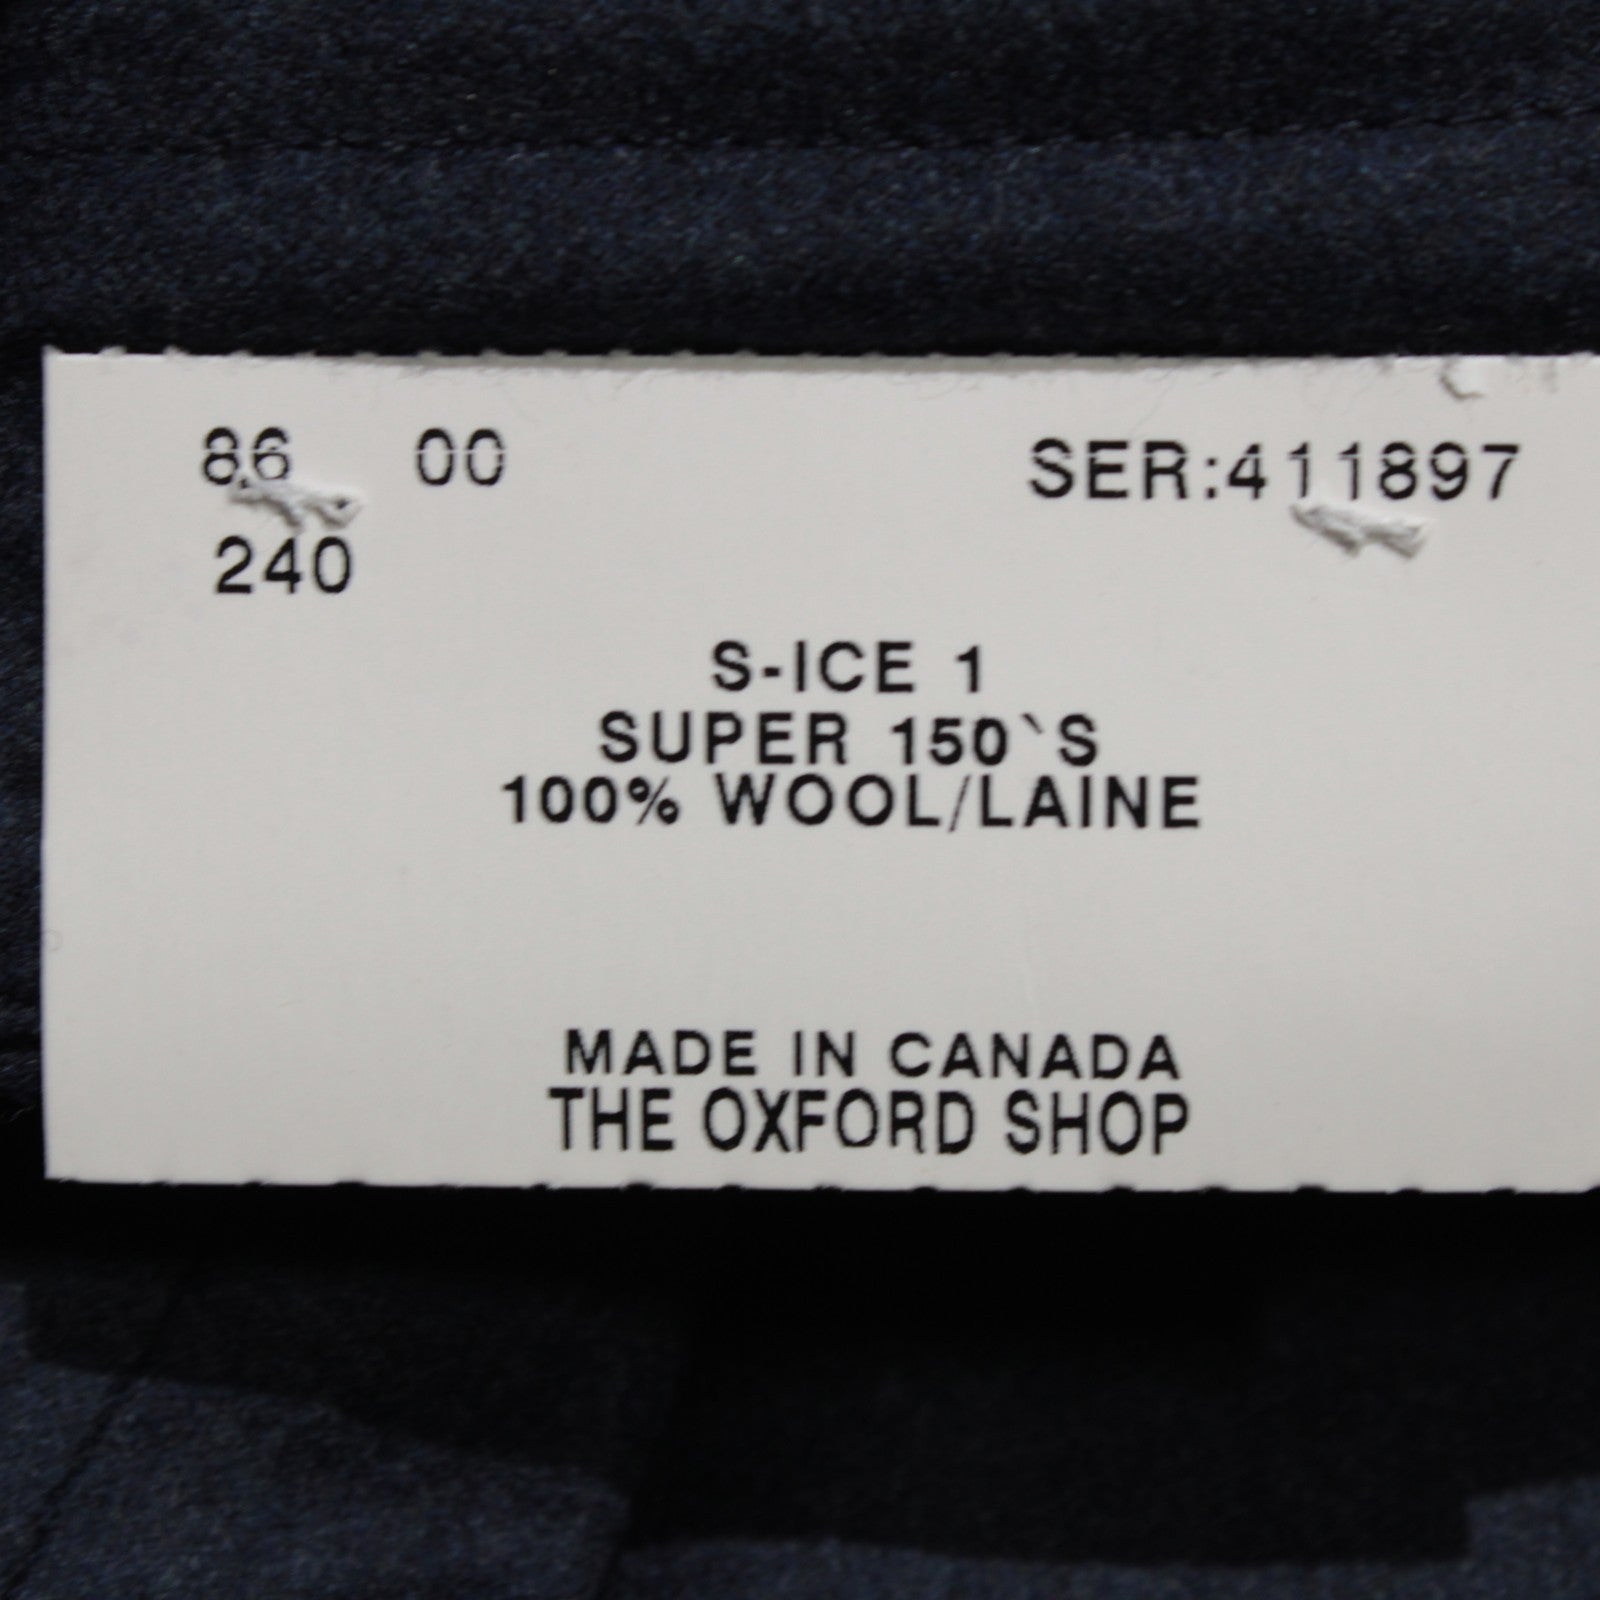 86 00 SER:411897
240
S-ICE 1
SUPER 150`S
100% WOOL/LAINE
MADE IN CANADA
THE OXFORD SHOP